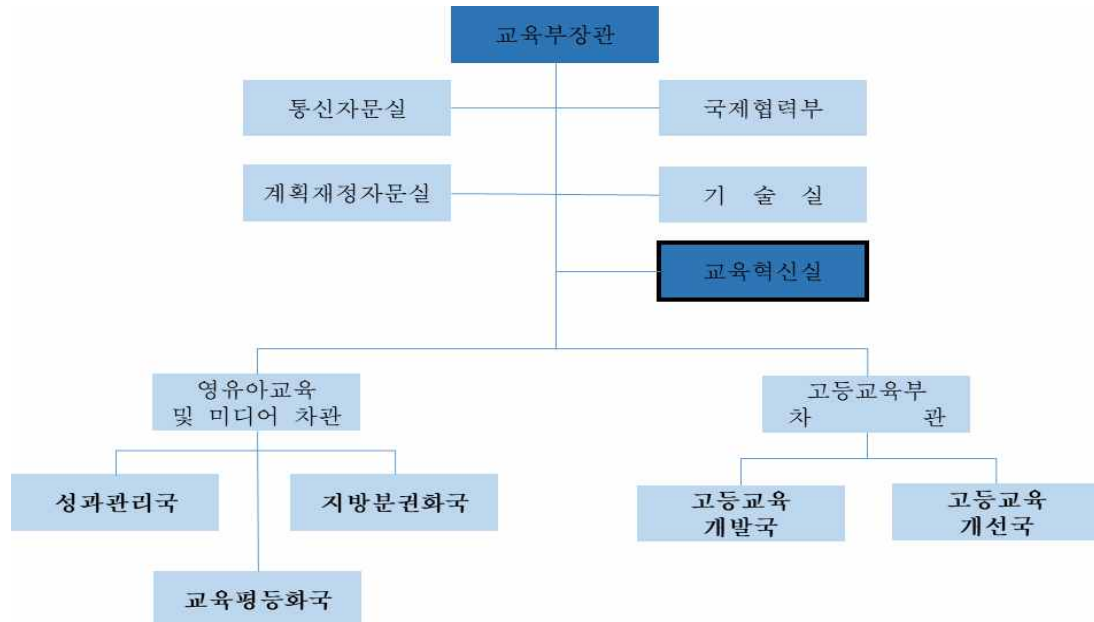 교육부장관
통신자문실
국제협력부
계획재정자문실
기 술 실
교육혁신실
영유아교육
및 미디어 차관
고등교육부
차 관
성과관리국
지방분권화국
고등교육
개발국
고등교육
개선국
교육평등화국